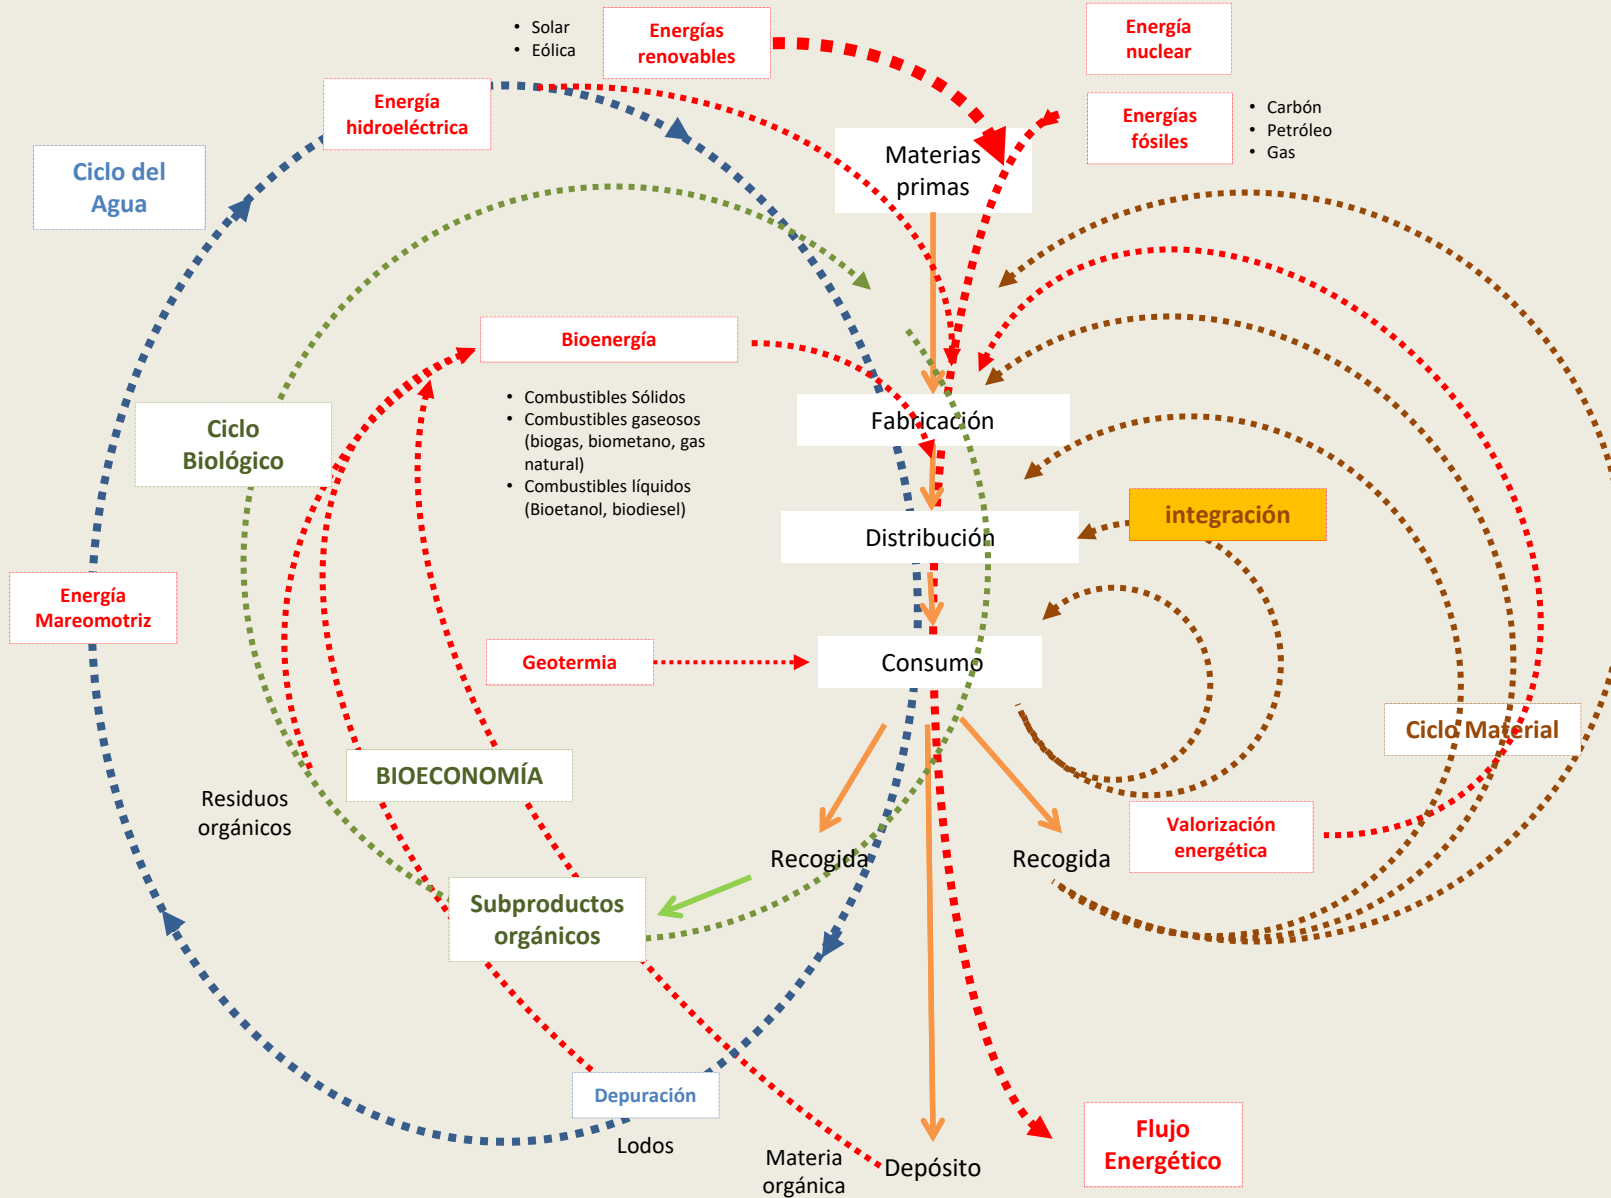 • Solar
• Eólica
Energías
renovables
Energía
nuclear
Energía
hidroeléctrica
Energías
fósiles
• Carbón
• Petróleo
• Gas
Ciclo del
Agua
Materias
primas
Bioenergía
• Combustibles Sólidos
• Combustibles gaseosos
(biogas, biometano, gas
natural)
• Combustibles líquidos
(Bioetanol, biodiesel)
Ciclo
Biológico
Fabricación
integración
Distribución
Energía
Mareomotriz
Geotermia
Consumo
Ciclo Material
BIOECONOMÍA
Residuos
orgánicos
Recogida
Recogida
Valorización
energética
Subproductos
orgánicos
Depuración
Lodos
Materia
orgánica
Depósito
Flujo
Energético